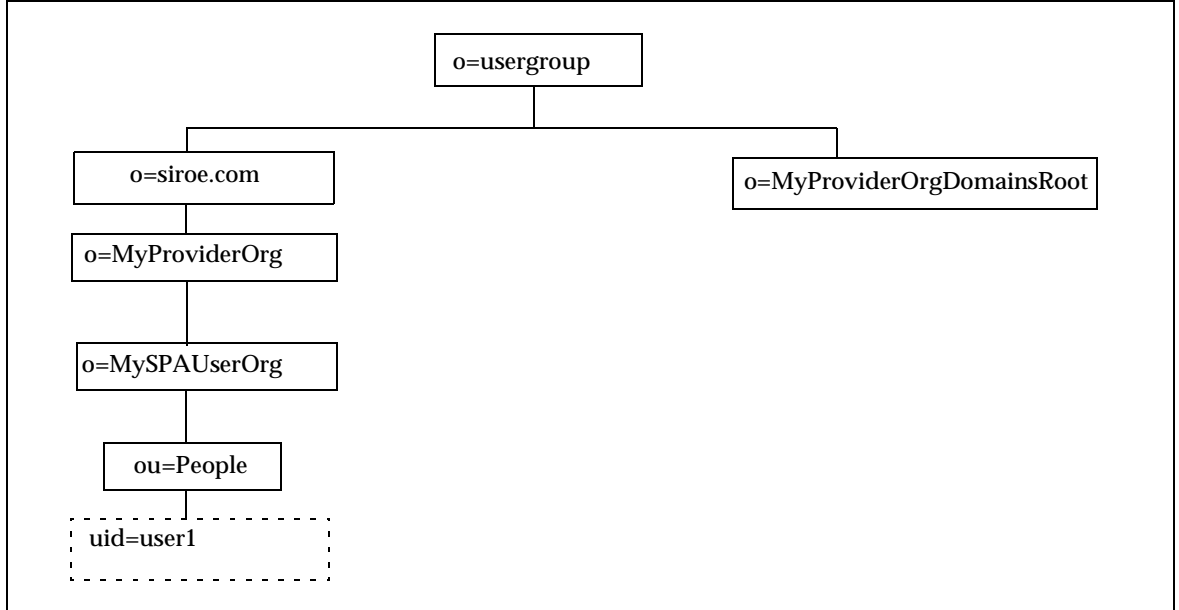 o=usergroup
o=siroe.com
o=MyProviderOrgDomainsRoot
o=MyProviderOrg
o=MySPAUserOrg
ou=People
uid=user1